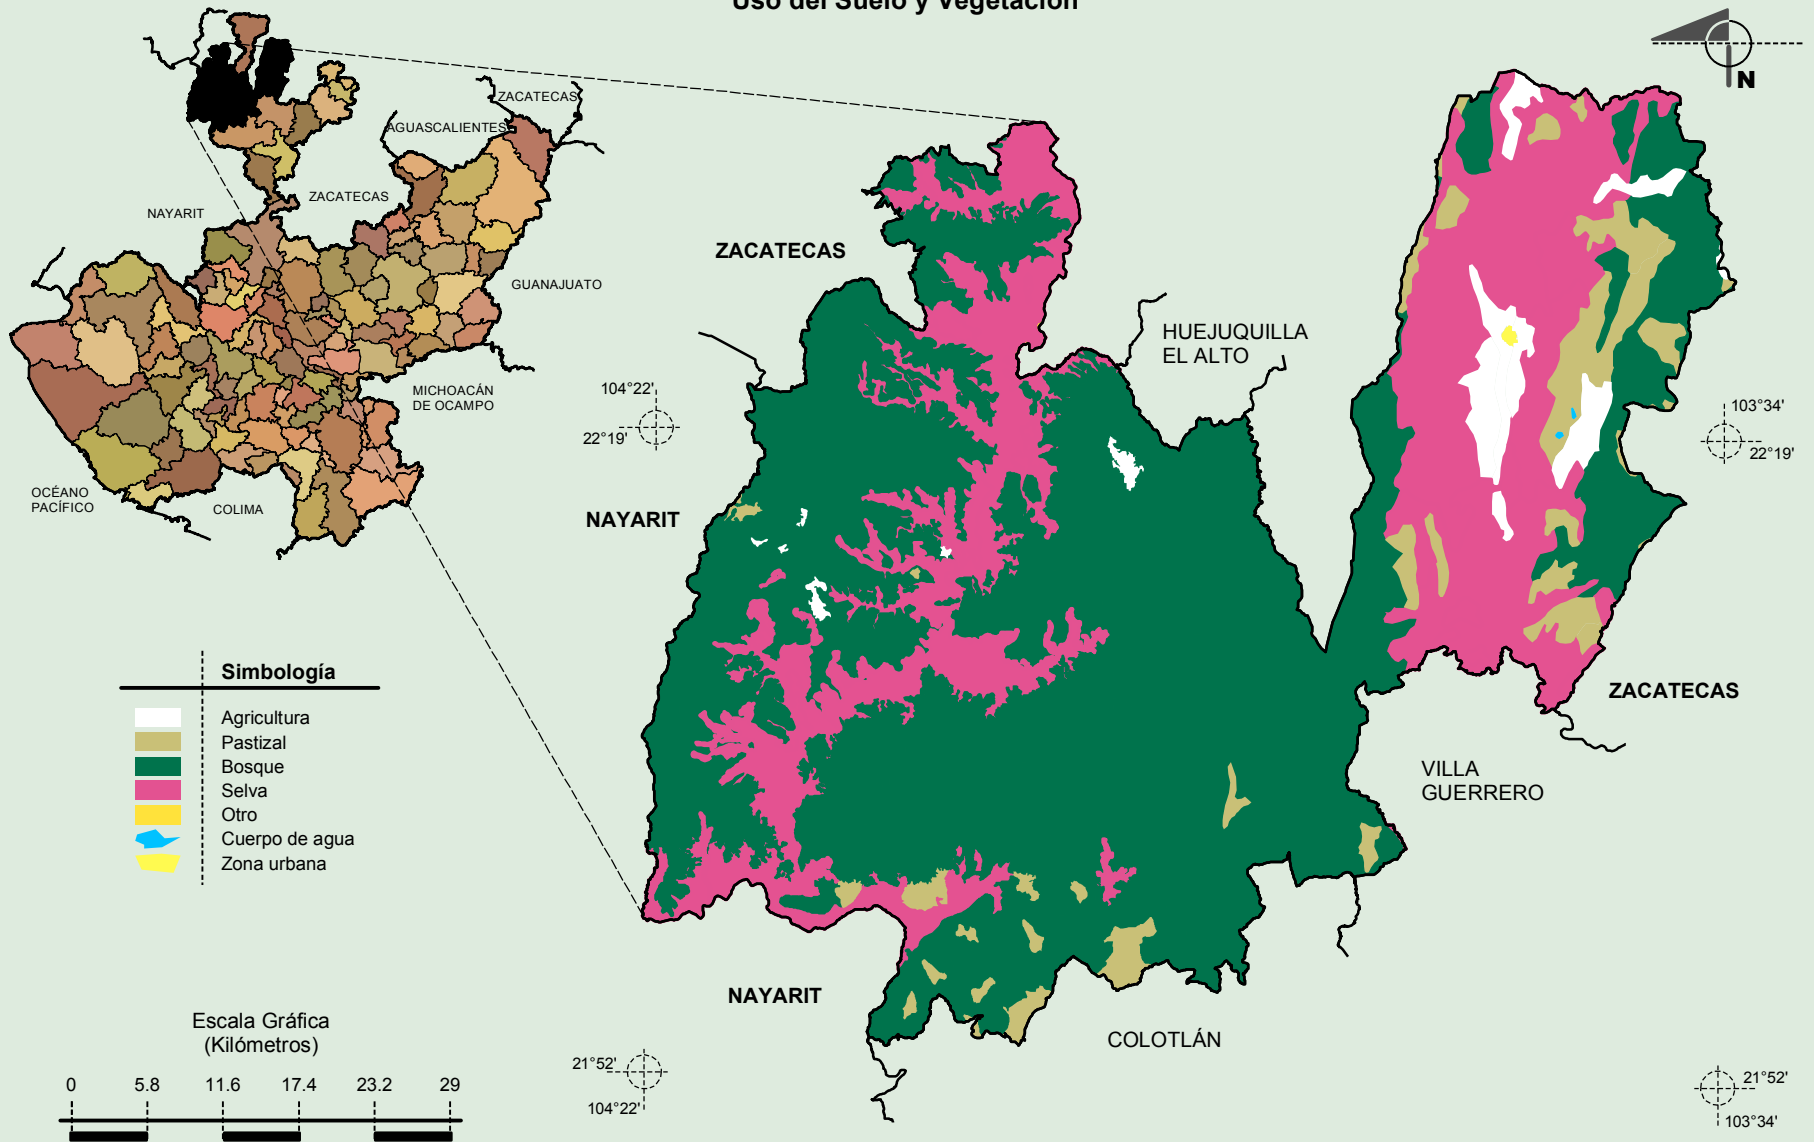 Uso del Suelo y Vegetación
N
ZACATECAS
AGUASCALIENTES
ZACATECAS
NAYARIT
GUANAJUATO
MICHOACÁN
DE OCAMPO
OCÉANO
PACÍFICO
COLIMA
ZACATECAS
HUEJUQUILLA
EL ALTO
104°22'
22°19'
103°34'
22°19'
NAYARIT
ZACATECAS
VILLA
GUERRERO
NAYARIT
COLOTLÁN
Simbología
Agricultura
Pastizal
Bosque
Selva
Otro
Cuerpo de agua
Zona urbana
Escala Gráfica
(Kilómetros)
0 5.8 11.6 17.4 23.2 29
21°52'
104°22'
21°52'
103°34'